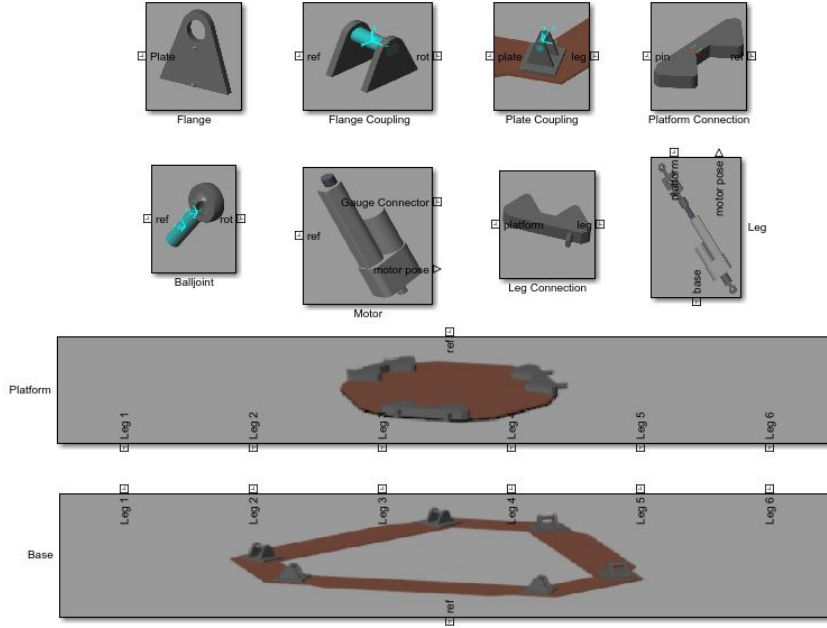 Plate
Flange
ref
rot
Flange Coupling
plate
leg
Plate Coupling
pin
ref
Platform Connection
ref
rot
Balljoint
Gauge Connector
ref
motor pose
Motor
platform
leg
Leg Connection
platform
motor pose
base
Leg
ref
Platform
Leg 1
Leg 2
Leg 3
Leg 4
Leg 5
Leg 6
Leg 1
Leg 2
Leg 3
Leg 4
Leg 5
Leg 6
Base
ref